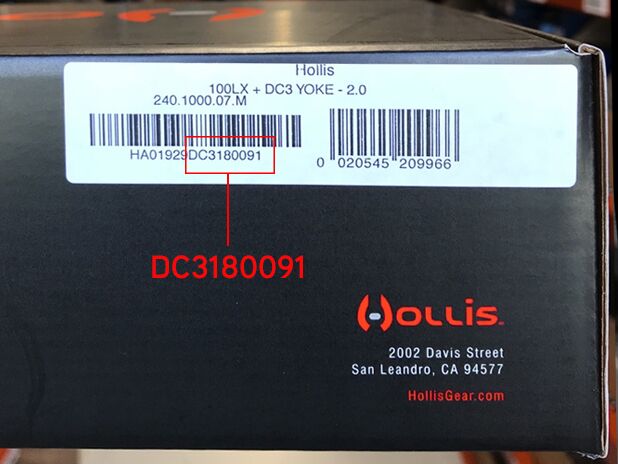 Hollis
100LX + DC3 YOKE - 2.0
240.1000.07.M
HA01929DC3180091
0 020545 209966
DC3180091
HOLLIS
2002 Davis Street
San Leandro, CA 94577
HollisGear.com